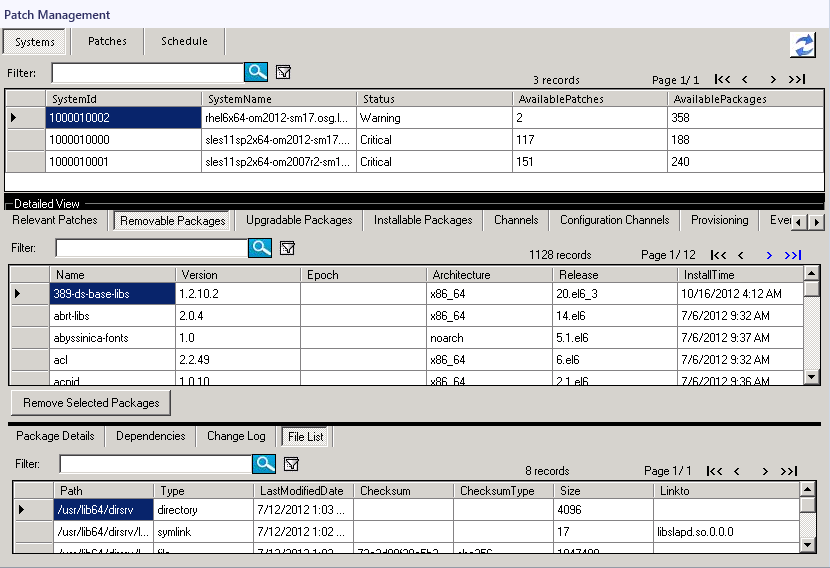 Patch Management
Systems Patches Schedule
Filter: 3 records Page 1/ 1 |<< < > >>|
SystemId SystemName Status AvailablePatches AvailablePackages
1000010002 rhel6x64-om2012-sm17.osg.l... Warning 2 358
1000010000 sles11sp2x64-om2012-sm17.... Critical 117 188
1000010001 sles11sp2x64-om2007r2-sm1... Critical 151 240
Detailed View
Relevant Patches Removable Packages Upgradable Packages Installable Packages Channels Configuration Channels Provisioning Ever
Filter: 1128 records Page 1/ 12 |<< < > >>|
Name Version Epoch Architecture Release InstallTime
389-ds-base-libs 1.2.10.2 x86_64 20.el6_3 10/16/2012 4:12 AM
abrt-libs 2.0.4 x86_64 14.el6 7/6/2012 9:32 AM
abyssinica-fonts 1.0 noarch 5.1.el6 7/6/2012 9:37 AM
acl 2.2.49 x86_64 6.el6 7/6/2012 9:32 AM
acpid 1.0.10 x86_64 2.1.el6 7/6/2012 9:36 AM
Remove Selected Packages
Package Details Dependencies Change Log File List
Filter: 8 records Page 1/ 1 |<< < > >>|
Path Type LastModifiedDate Checksum ChecksumType Size Linkto
/usr/lib64/dirsrv directory 7/12/2012 1:03 ... 4096
/usr/lib64/dirsrv/l... symlink 7/12/2012 1:02 ... 17 libslapd.so.0.0.0
/usr/lib64/dirsrv/l... file 7/12/2012 1:02